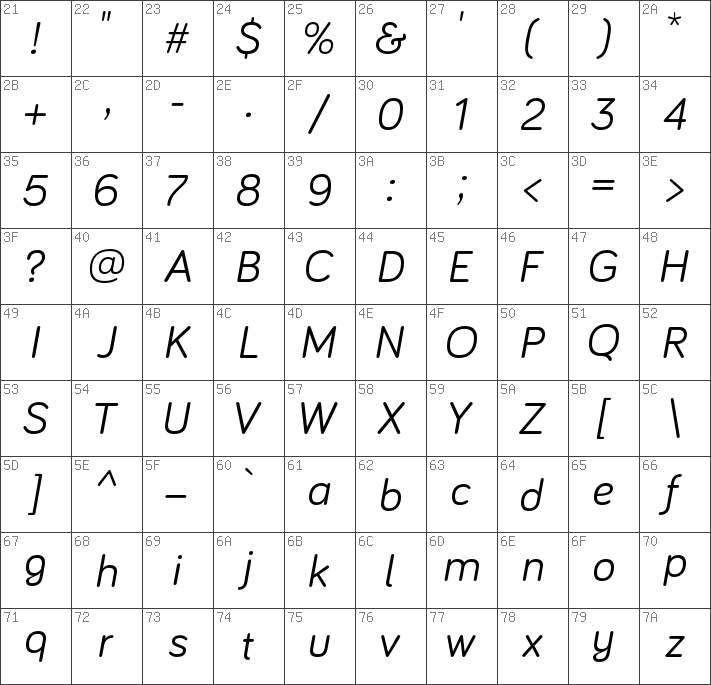 21 22 23 24 25 26 27 28 29 2A
! " # $ % & ' ( ) *
2B 2C 2D 2E 2F 30 31 32 33 34
+ , - . / 0 1 2 3 4
35 36 37 38 39 3A 3B 3C 3D 3E
5 6 7 8 9 : ; < = >
3F 40 41 42 43 44 45 46 47 48
? @ A B C D E F G H
49 4A 4B 4C 4D 4E 4F 50 51 52
I J K L M N O P Q R
53 54 55 56 57 58 59 5A 5B 5C
S T U V W X Y Z [ \
5D 5E 5F 60 61 62 63 64 65 66
] ^ _ ` a b c d e f
67 68 69 6A 6B 6C 6D 6E 6F 70
g h i j k l m n o p
71 72 73 74 75 76 77 78 79 7A
q r s t u v w x y z